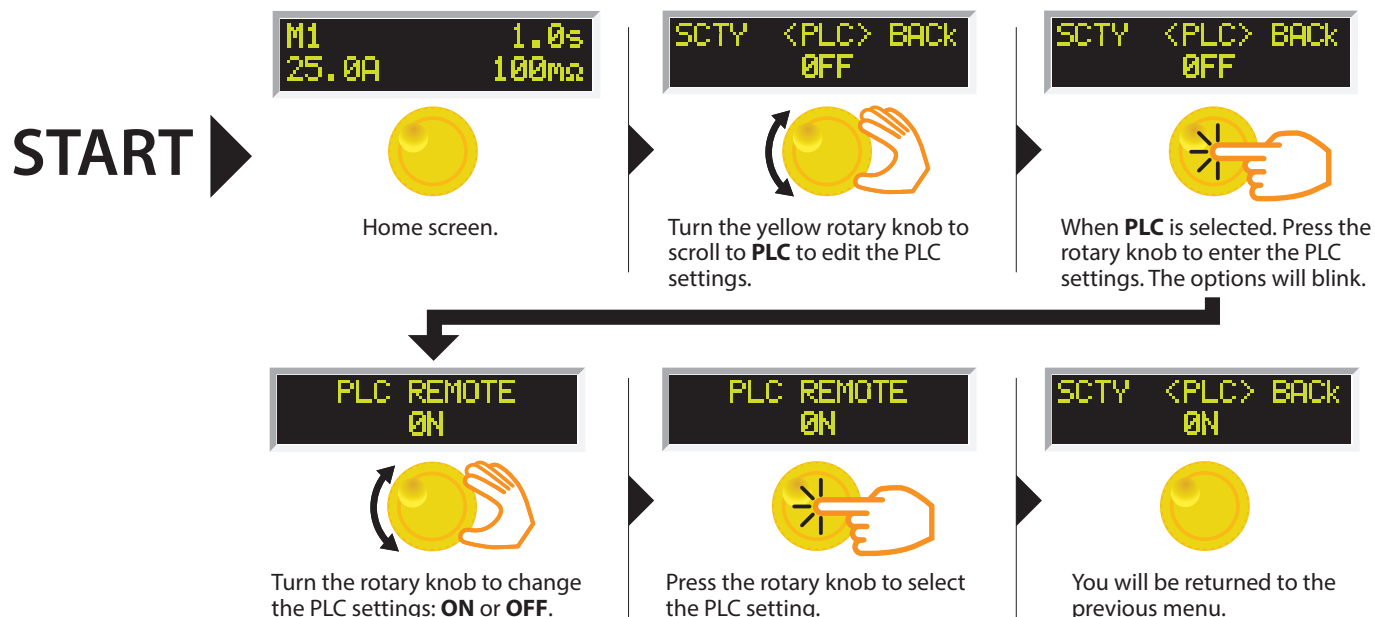 START
M1 1.0s
25.0A 100mΩ
Home screen.
SCTY <PLC> BACk
0FF
Turn the yellow rotary knob to
scroll to PLC to edit the PLC
settings.
SCTY <PLC> BACk
0FF
When PLC is selected. Press the
rotary knob to enter the PLC
settings. The options will blink.
PLC REMOTE
0N
Turn the rotary knob to change
the PLC settings: ON or OFF.
PLC REMOTE
0N
Press the rotary knob to select
the PLC setting.
SCTY <PLC> BACk
0N
You will be returned to the
previous menu.